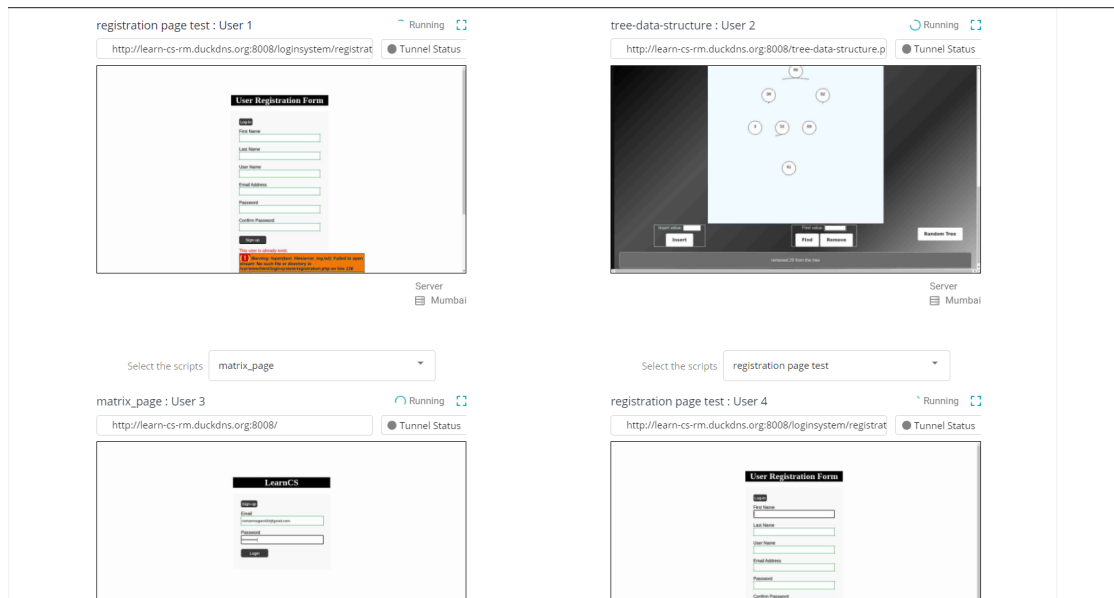 registration page test : User 1
Running
http://learn-cs-rm.duckdns.org:8008/loginsystem/registrat
Tunnel Status
User Registration Form
Log in
First Name
Last Name
User Name
Email Address
Password
Confirm Password
Sign up
This user is already exist.
Server
Mumbai
tree-data-structure : User 2
Running
http://learn-cs-rm.duckdns.org:8008/tree-data-structure.p
Tunnel Status
Insert value:
Insert
Find value:
Find Remove
Random Tree
Server
Mumbai
Select the scripts matrix_page
matrix_page : User 3
Running
http://learn-cs-rm.duckdns.org:8008/
Tunnel Status
LearnCS
Sign up
Email
Password
Login
Select the scripts registration page test
registration page test : User 4
Running
http://learn-cs-rm.duckdns.org:8008/loginsystem/registrat
Tunnel Status
User Registration Form
Log in
First Name
Last Name
User Name
Email Address
Password
Confirm Password